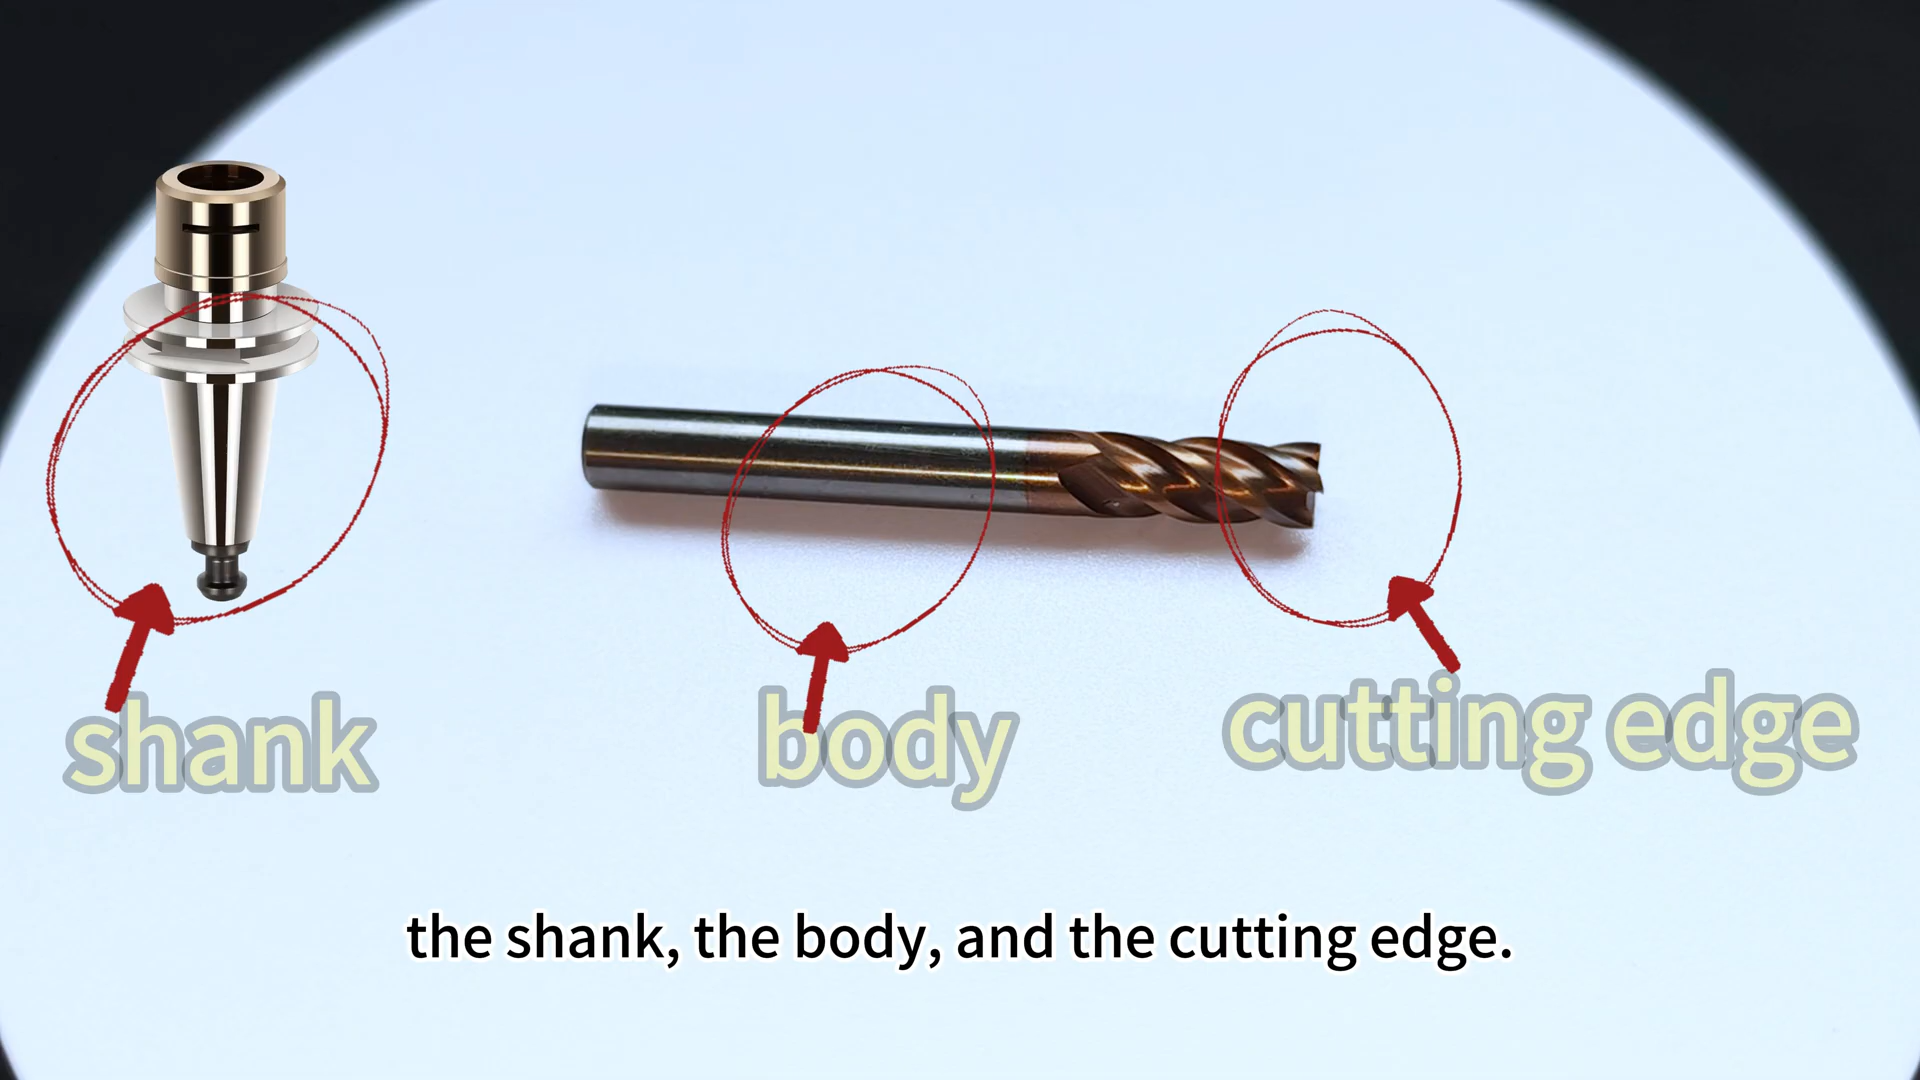 shank
body
cutting edge
the shank, the body, and the cutting edge.